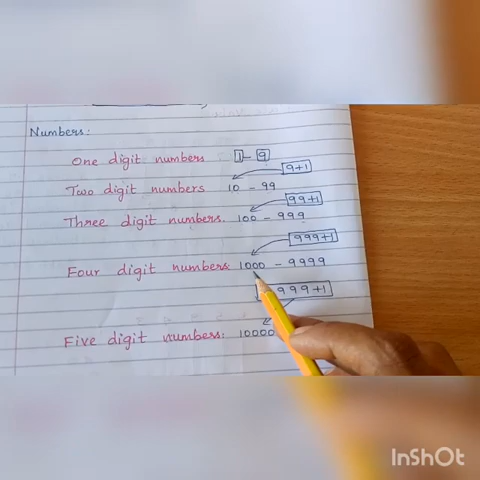 Numbers:
One digit numbers 1 - 9
9+1
Two digit numbers 10 - 99
99+1
Three digit numbers. 100 - 999
999+1
Four digit numbers: 1000 - 9999
999+1
Five digit numbers: 10000
InShOt